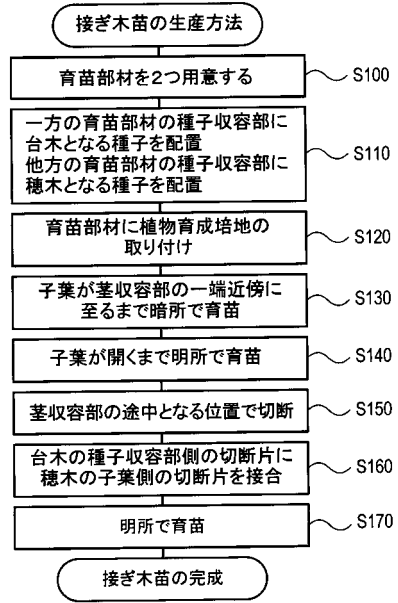 接ぎ木苗の生産方法
育苗部材を2つ用意する
S100
一方の育苗部材の種子収容部に
台木となる種子を配置
他方の育苗部材の種子収容部に
穂木となる種子を配置
S110
育苗部材に植物育成培地の
取り付け
S120
子葉が茎収容部の一端近傍に
至るまで暗所で育苗
S130
子葉が開くまで明所で育苗
S140
茎収容部の途中となる位置で切断
S150
台木の種子収容部側の切断片に
穂木の子葉側の切断片を接合
S160
明所で育苗
S170
接ぎ木苗の完成